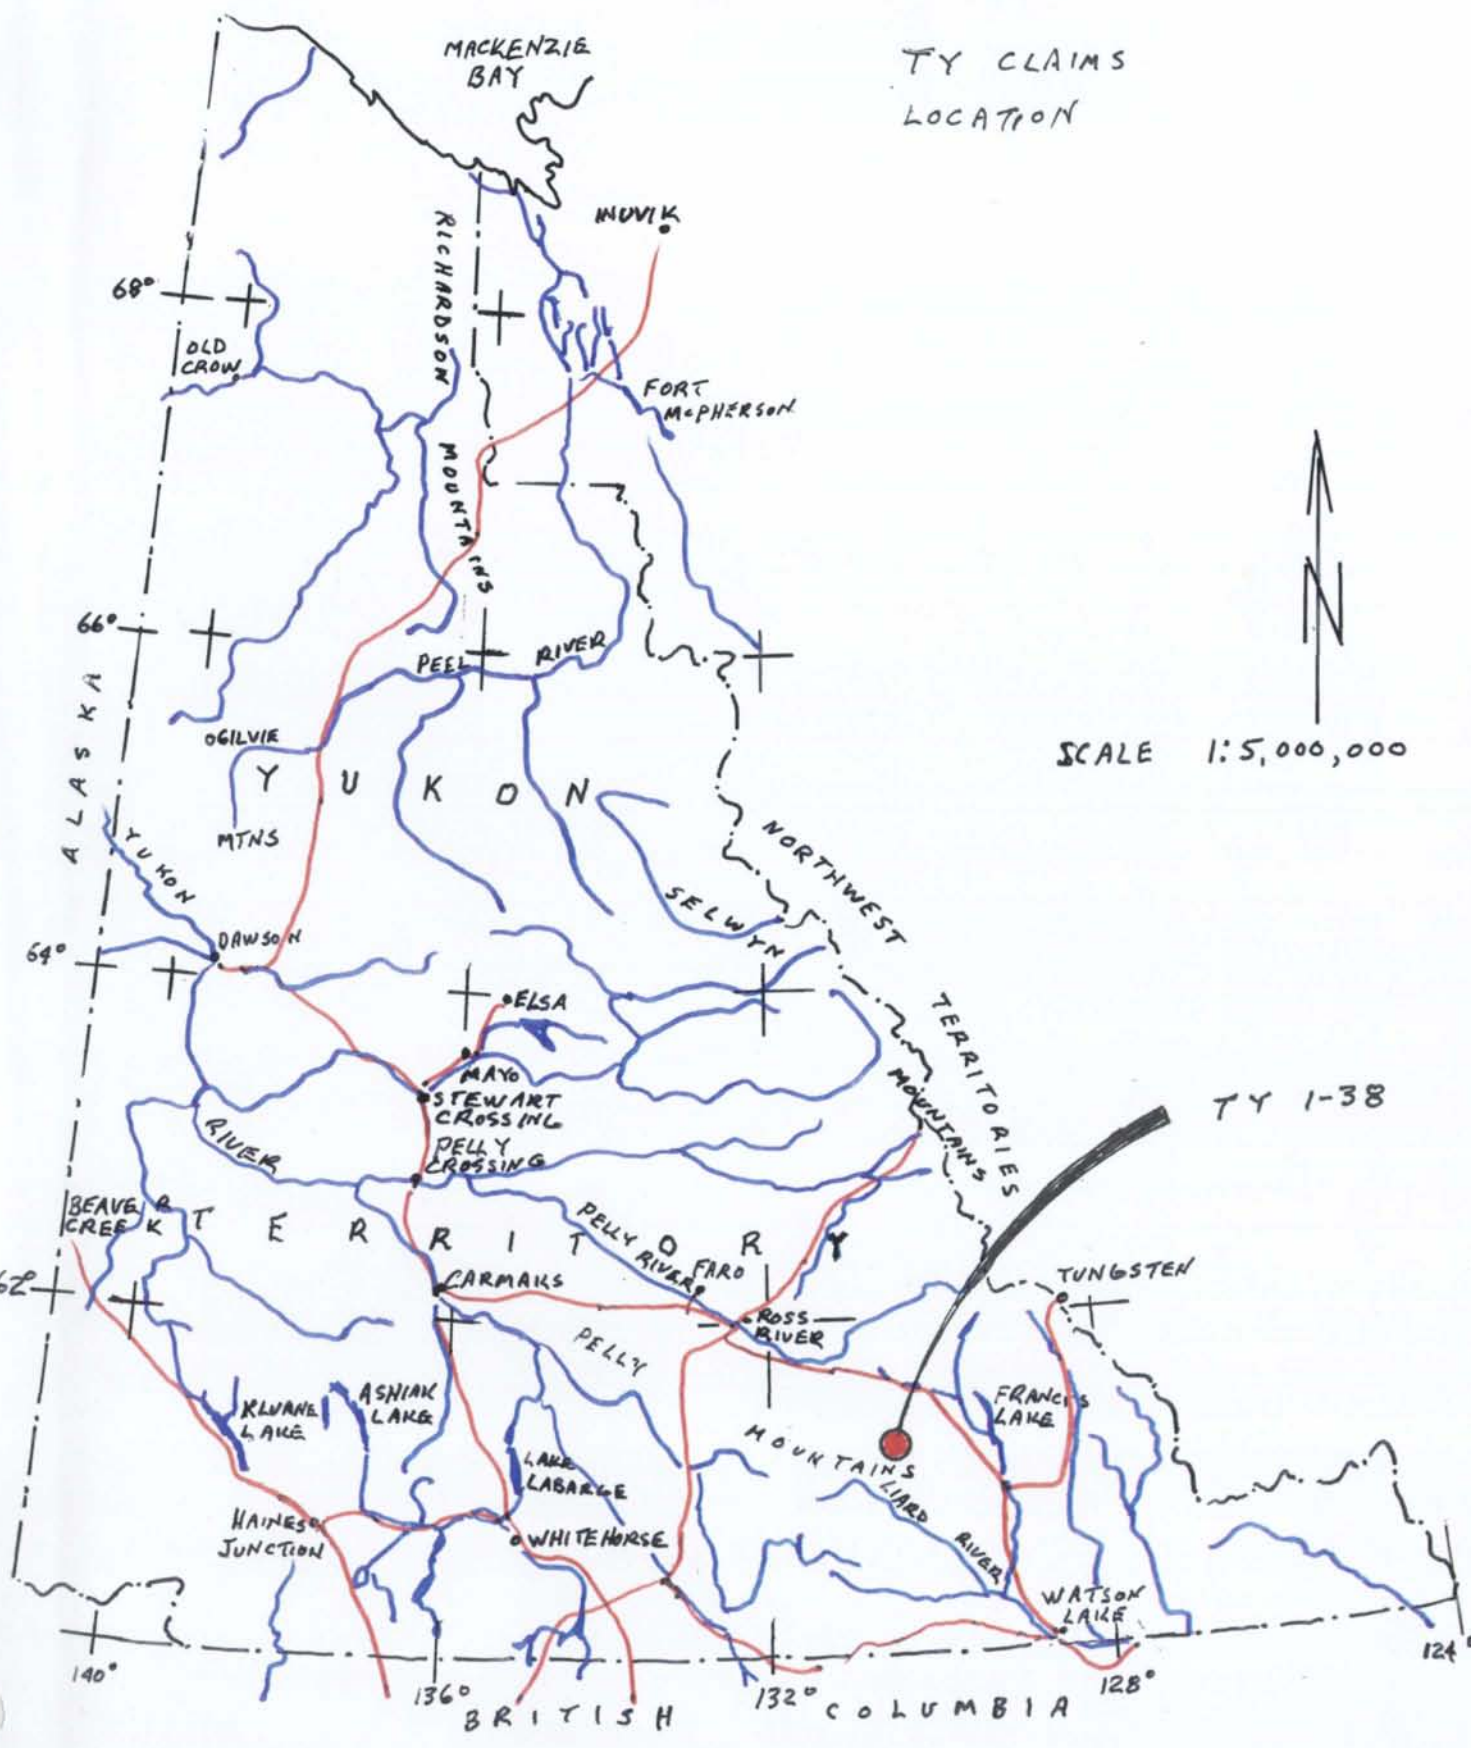 MACKENZIE
BAY
TY CLAIMS
LOCATION
INUVIK
RICHARDSON
MOUNTAINS
68°
OLD
CROW
FORT
McPHERSON
66°
PEEL RIVER
N
SCALE 1:5,000,000
ALASKA
OGILVIE
MTNS
YUKON
YUKON
NORTHWEST
TERRITORIES
SELWYN
MOUNTAINS
64°
DAWSON
ELSA
MAYO
STEWART
CROSSING
PELLY
CROSSING
RIVER
TY 1-38
BEAVER
CREEK
TERRITORY
PELLY
RIVER
FARO
62°
CARMAKS
ROSS
RIVER
TUNGSTEN
PELLY
MOUNTAINS
KLUANE
LAKE
ASHIAK
LAKE
FRANCIS
LAKE
LAKE
LABARGE
LIARD
RIVER
HAINES
JUNCTION
WHITEHORSE
WATSON
LAKE
140°
136°
132°
128°
124°
BRITISH COLUMBIA